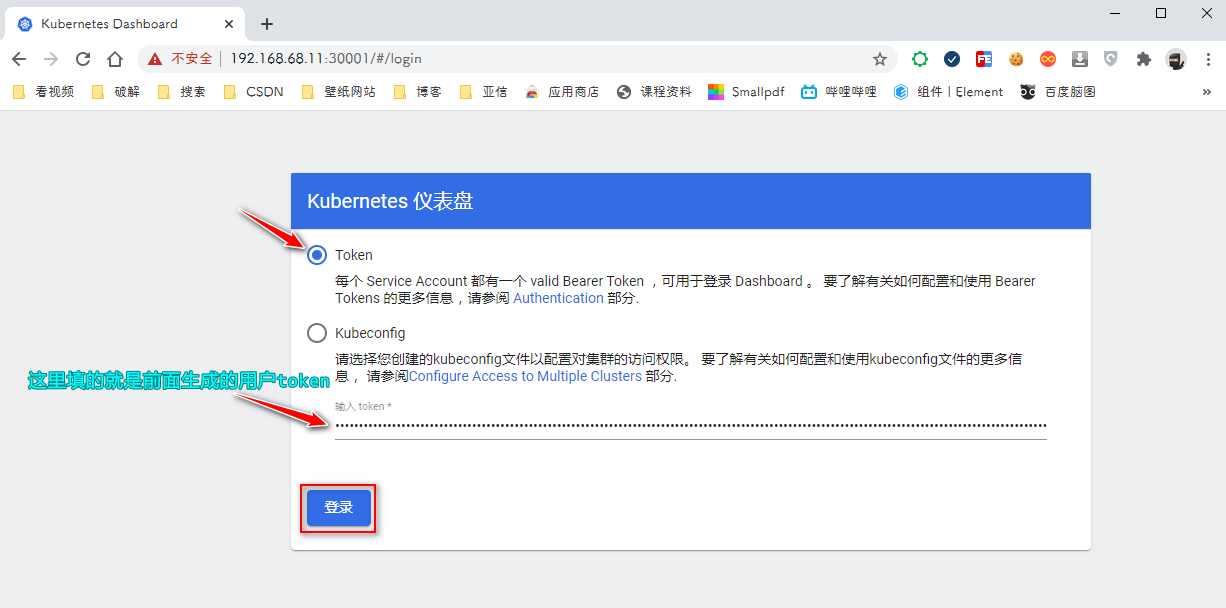 Kubernetes Dashboard
不安全 | 192.168.68.11:30001/#/login
看视频 破解 搜索 CSDN 壁纸网站 博客 亚信 应用商店 课程资料 Smallpdf 哔哩哔哩 组件 | Element 百度脑图 »
Kubernetes 仪表盘
Token
每个 Service Account 都有一个 valid Bearer Token ，可用于登录 Dashboard 。 要了解有关如何配置和使用 Bearer
Tokens 的更多信息，请参阅 Authentication 部分.
Kubeconfig
请选择您创建的kubeconfig文件以配置对集群的访问权限。 要了解有关如何配置和使用kubeconfig文件的更多信
息， 请参阅Configure Access to Multiple Clusters 部分.
这里填的就是前面生成的用户token
输入 token *
登录